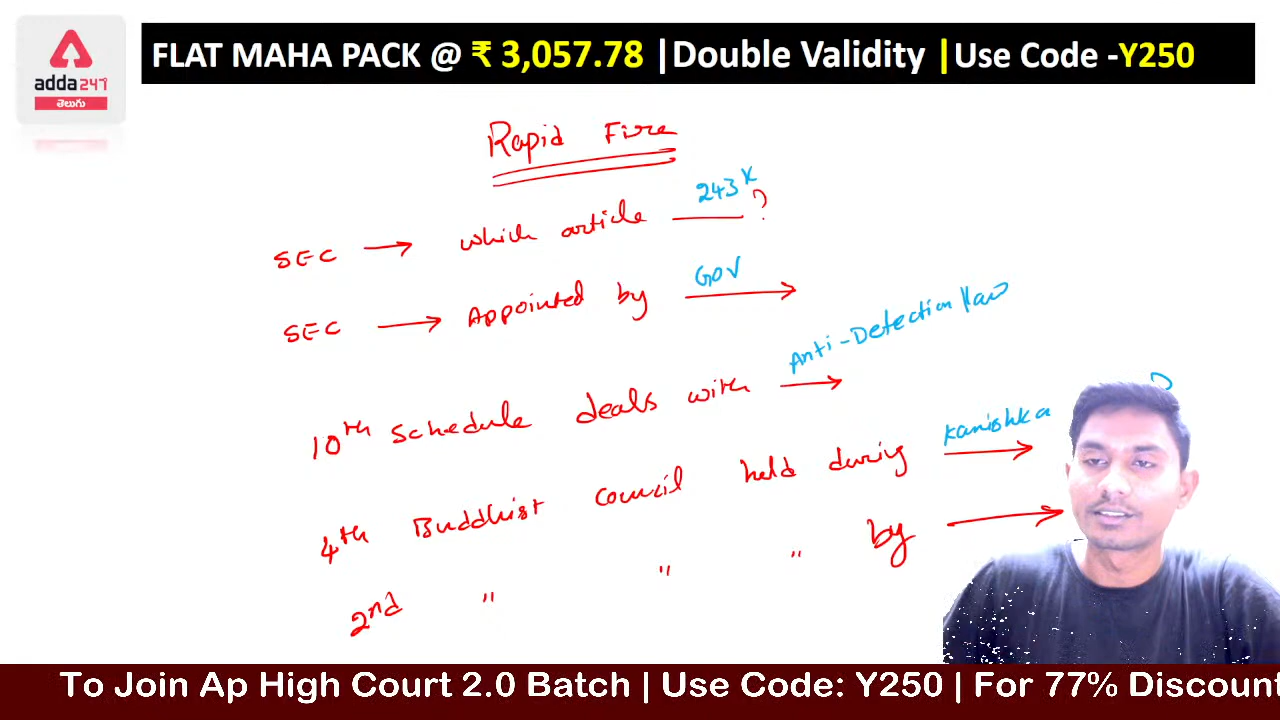 FLAT MAHA PACK @ ₹ 3,057.78 |Double Validity |Use Code -Y250
adda247
తెలుగు
Rapid Fire
SEC → which article 243K ?
SEC → Appointed by GOV
10th Schedule deals with → Anti-Detection law
4th Buddhist council held during Kanishka →
2nd " " " by →
To Join Ap High Court 2.0 Batch | Use Code: Y250 | For 77% Discount